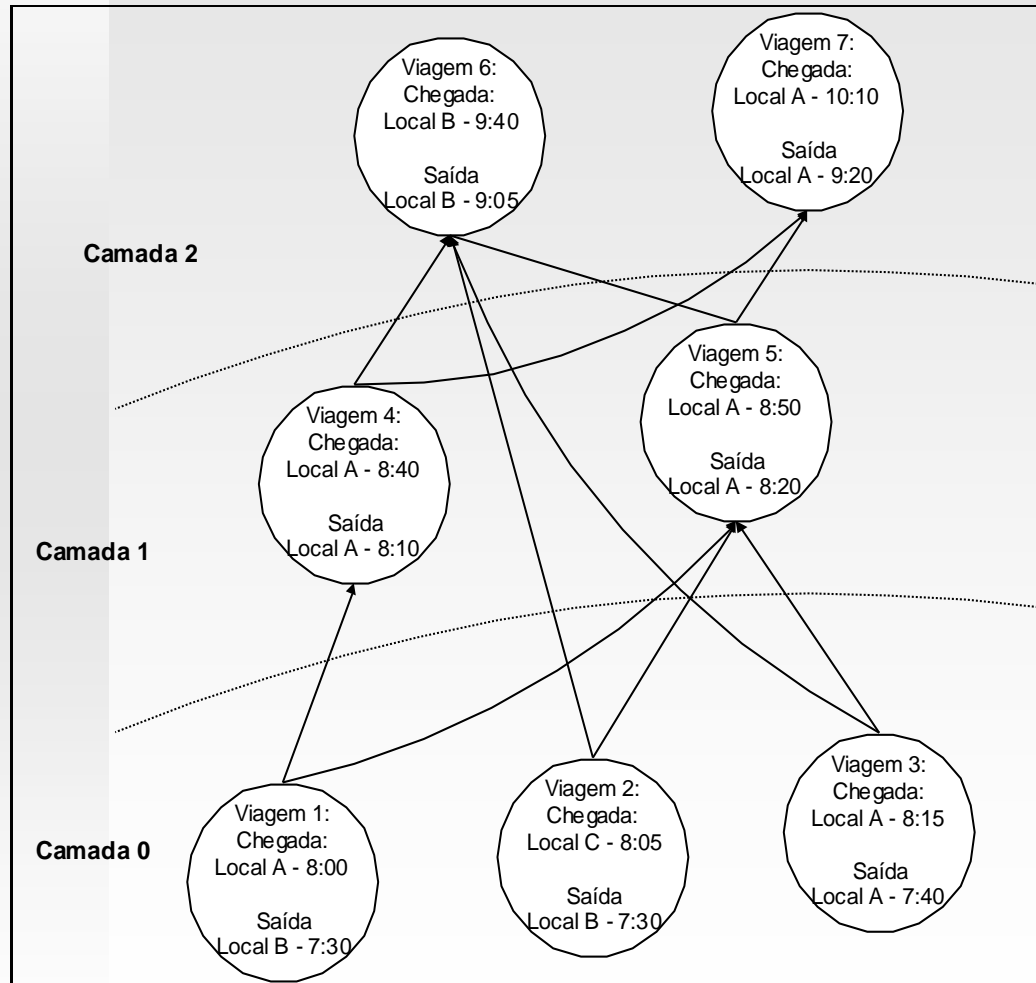 Viagem 6:
Chegada:
Local B - 9:40
Saída
Local B - 9:05
Viagem 7:
Chegada:
Local A - 10:10
Saída
Local A - 9:20
Camada 2
Viagem 4:
Chegada:
Local A - 8:40
Saída
Local A - 8:10
Viagem 5:
Chegada:
Local A - 8:50
Saída
Local A - 8:20
Camada 1
Camada 0
Viagem 1:
Chegada:
Local A - 8:00
Saída
Local B - 7:30
Viagem 2:
Chegada:
Local C - 8:05
Saída
Local B - 7:30
Viagem 3:
Chegada:
Local A - 8:15
Saída
Local A - 7:40